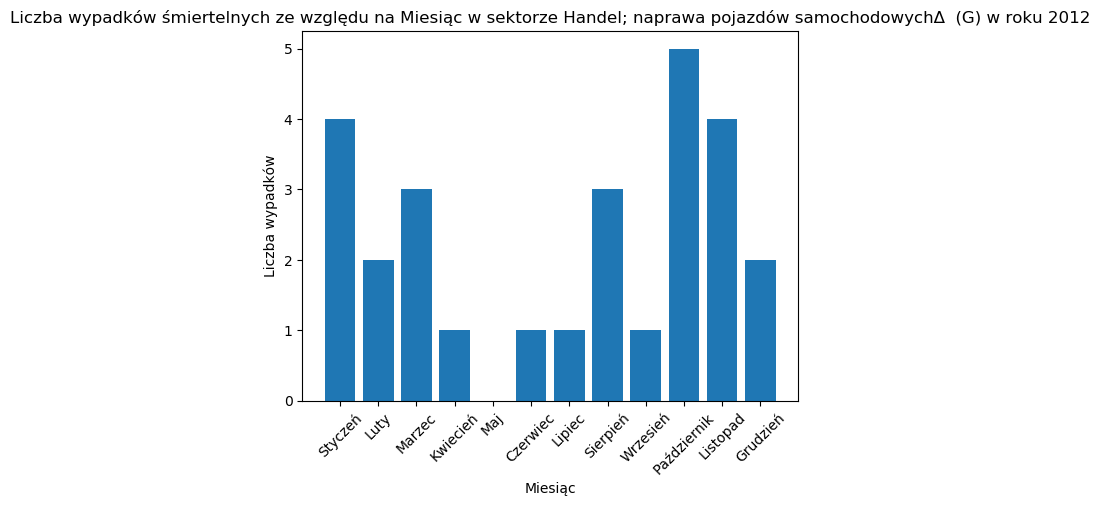 Liczba wypadków śmiertelnych ze względu na Miesiąc w sektorze Handel; naprawa pojazdów samochodowychΔ  (G) w roku 2012
5
4
3
2
1
0
Liczba wypadków
Styczeń
Luty
Marzec
Kwiecień
Maj
Czerwiec
Lipiec
Sierpień
Wrzesień
Październik
Listopad
Grudzień
Miesiąc